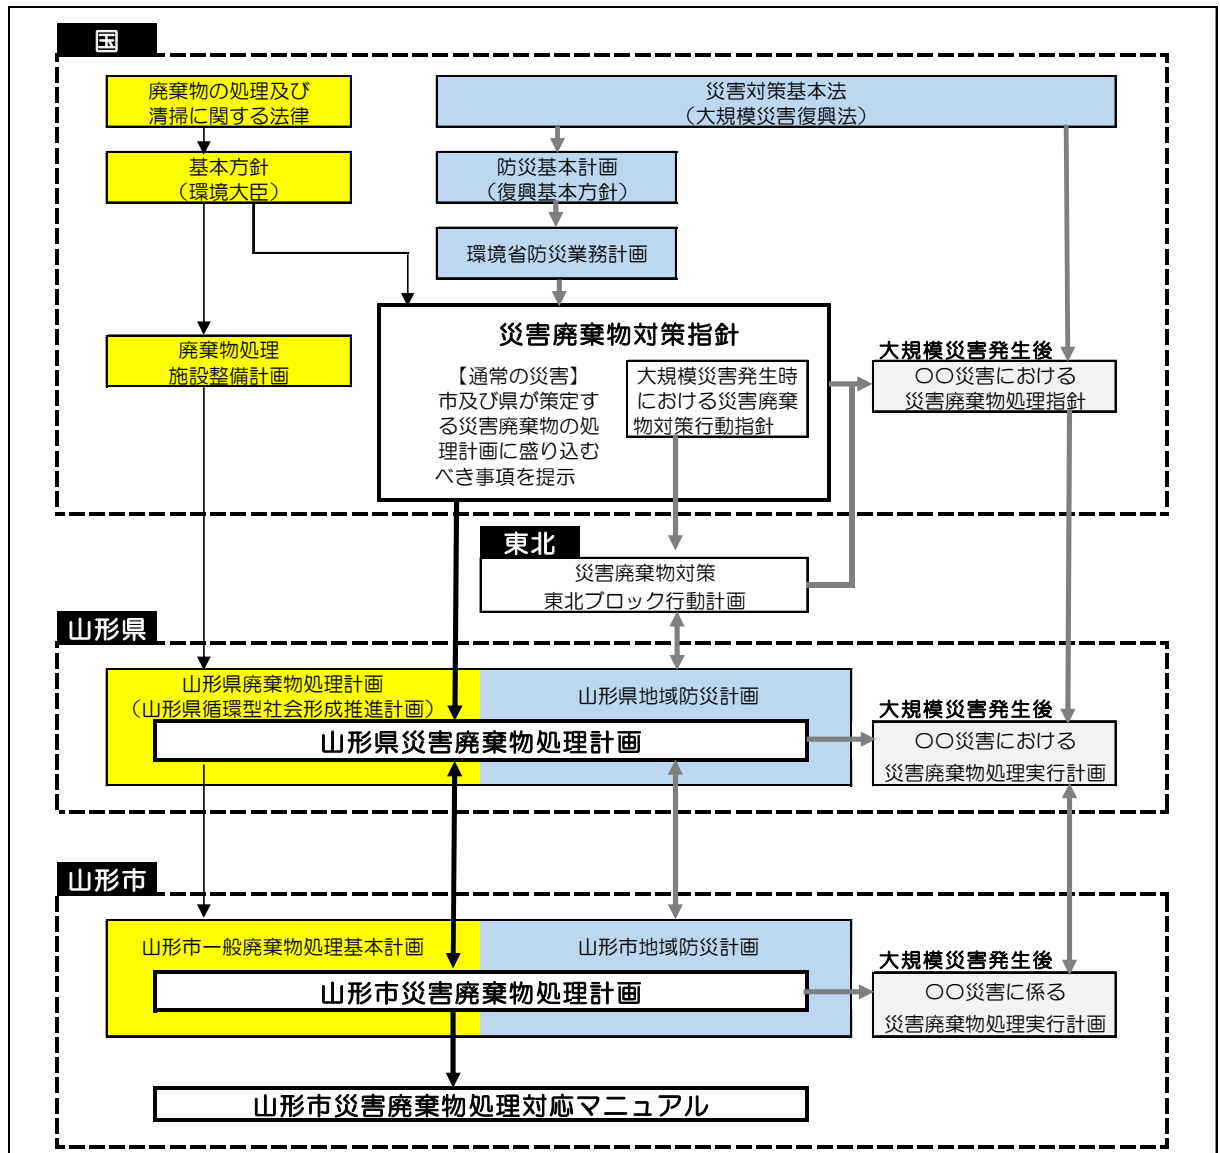 国
廃棄物の処理及び
清掃に関する法律
災害対策基本法
（大規模災害復興法）
基本方針
（環境大臣）
防災基本計画
（復興基本方針）
環境省防災業務計画
災害廃棄物対策指針
【通常の災害】
市及び県が策定す
る災害廃棄物の処
理計画に盛り込む
べき事項を提示
大規模災害発生時
における災害廃棄
物対策行動指針
廃棄物処理
施設整備計画
大規模災害発生後
〇〇災害における
災害廃棄物処理指針
東北
災害廃棄物対策
東北ブロック行動計画
山形県
山形県廃棄物処理計画
（山形県循環型社会形成推進計画）
山形県地域防災計画
山形県災害廃棄物処理計画
大規模災害発生後
〇〇災害における
災害廃棄物処理実行計画
山形市
山形市一般廃棄物処理基本計画
山形市地域防災計画
山形市災害廃棄物処理計画
大規模災害発生後
〇〇災害に係る
災害廃棄物処理実行計画
山形市災害廃棄物処理対応マニュアル